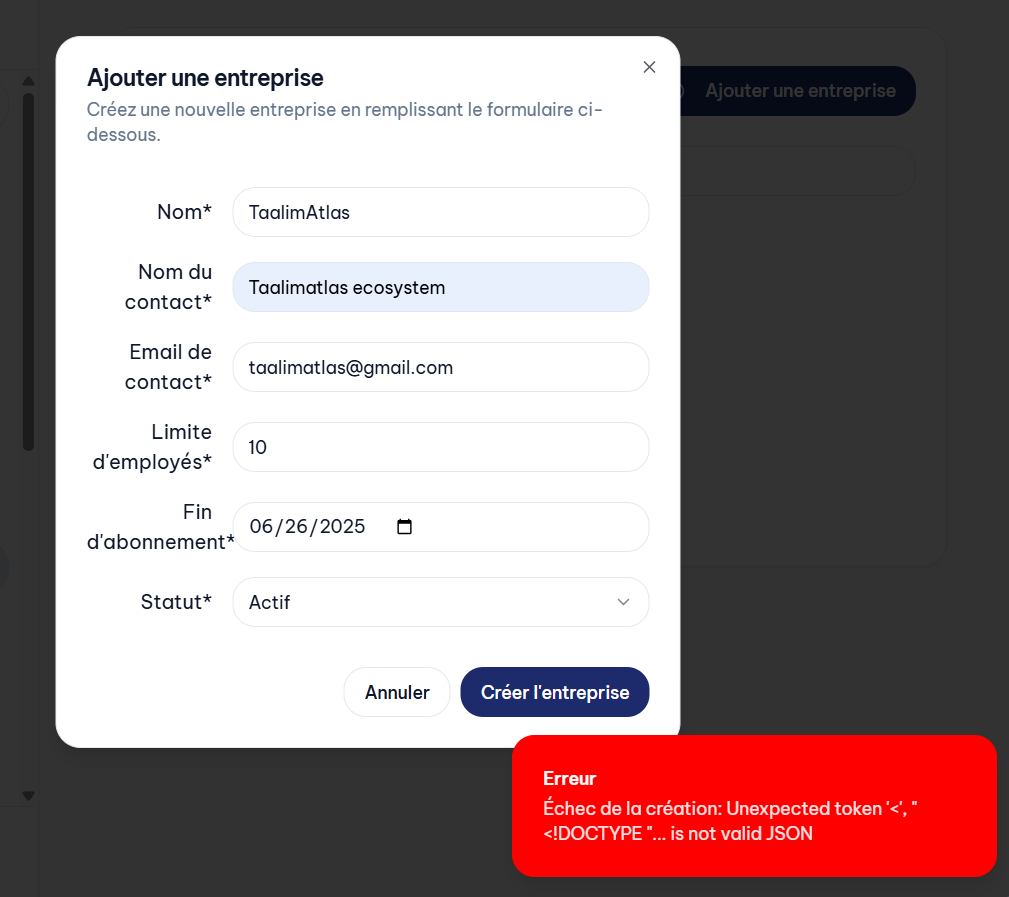 Ajouter une entreprise
Créez une nouvelle entreprise en remplissant le formulaire ci-
dessous.
Ajouter une entreprise
Nom*
TaalimAtlas
Nom du
contact*
Taalimatlas ecosystem
Email de
contact*
taalimatlas@gmail.com
Limite
d'employés*
10
Fin
d'abonnement*
06/26/2025
Statut*
Actif
Annuler
Créer l'entreprise
Erreur
Échec de la création: Unexpected token '<', "
<!DOCTYPE "... is not valid JSON